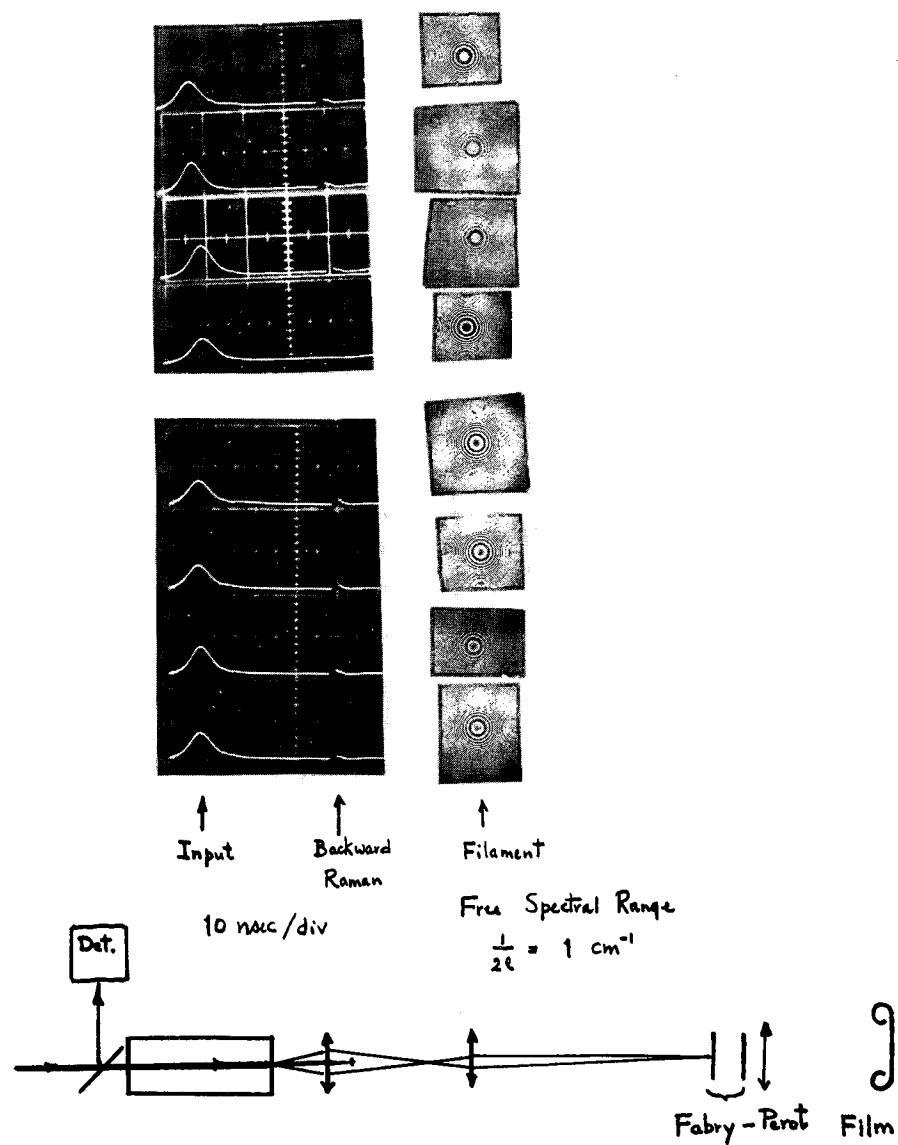 Input
Backward
Raman
Filament
10 nsec/div
Free Spectral Range
1/2ℓ = 1 cm⁻¹
Det.
Fabry-Perot
Film